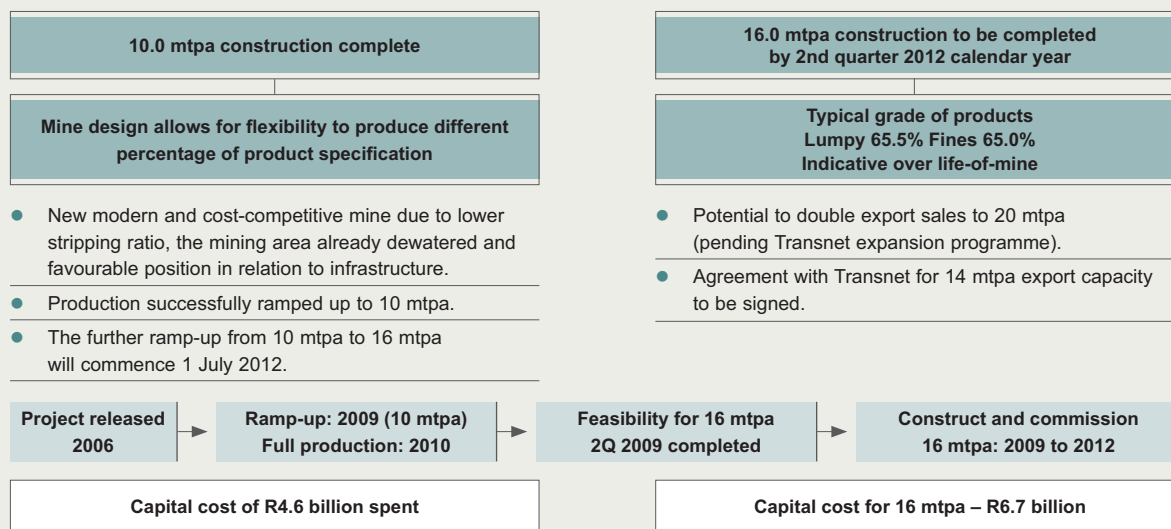 10.0 mtpa construction complete
Mine design allows for flexibility to produce different
percentage of product specification
● New modern and cost-competitive mine due to lower
stripping ratio, the mining area already dewatered and
favourable position in relation to infrastructure.
● Production successfully ramped up to 10 mtpa.
● The further ramp-up from 10 mtpa to 16 mtpa
will commence 1 July 2012.
16.0 mtpa construction to be completed
by 2nd quarter 2012 calendar year
Typical grade of products
Lumpy 65.5% Fines 65.0%
Indicative over life-of-mine
● Potential to double export sales to 20 mtpa
(pending Transnet expansion programme).
● Agreement with Transnet for 14 mtpa export capacity
to be signed.
Project released
2006
Ramp-up: 2009 (10 mtpa)
Full production: 2010
Feasibility for 16 mtpa
2Q 2009 completed
Construct and commission
16 mtpa: 2009 to 2012
Capital cost of R4.6 billion spent
Capital cost for 16 mtpa – R6.7 billion